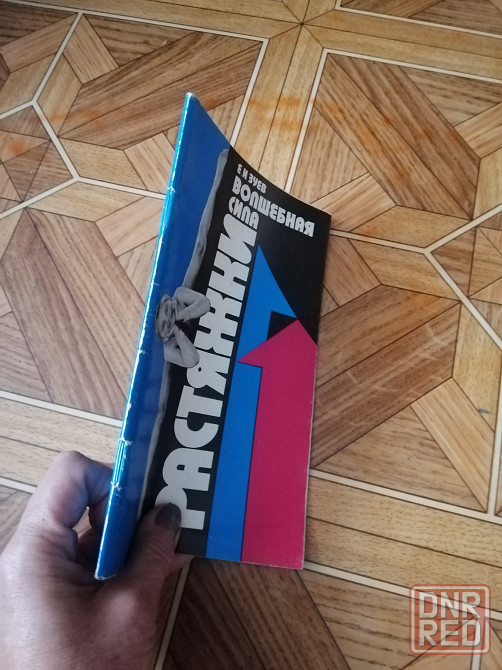 Е И ЗУЕВ
ВОЛШЕБНАЯ
СИЛА
РАСТЯЖКИ
DNR
RED